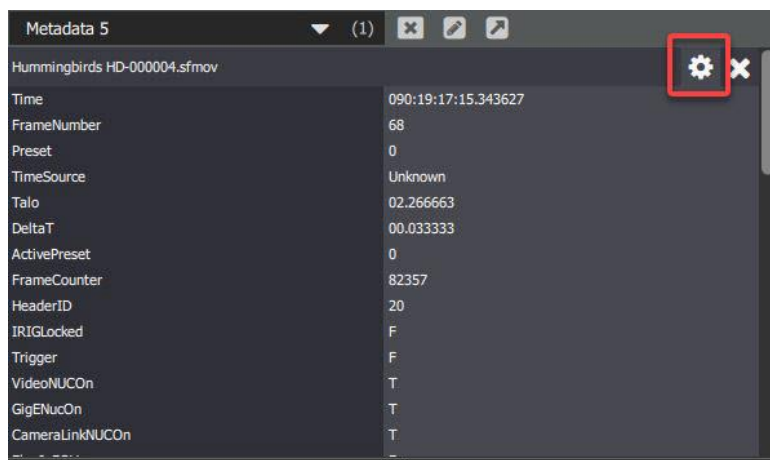 Metadata 5 (1)
Hummingbirds HD-000004.sfmov
Time 090:19:17:15.343627
FrameNumber 68
Preset 0
TimeSource Unknown
Talo 02.266663
DeltaT 00.033333
ActivePreset 0
FrameCounter 82357
HeaderID 20
IRIGLocked F
Trigger F
VideoNUCOn T
GigENucOn T
CameraLinkNUCOn T